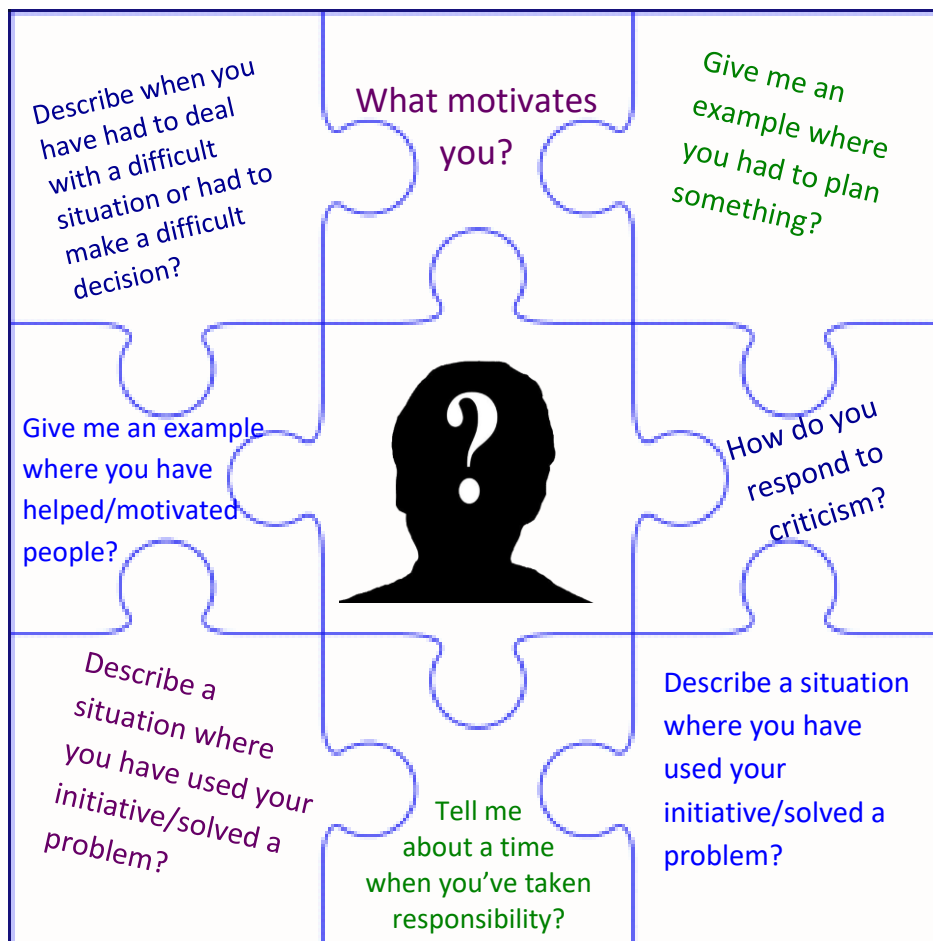 Describe when you
have had to deal
with a difficult
situation or had to
make a difficult
decision?
What motivates
you?
Give me an
example where
you had to plan
something?
Give me an example
where you have
helped/motivated
people?
?
How do you
respond to
criticism?
Describe a
situation where
you have used your
initiative/solved a
problem?
Tell me
about a time
when you’ve taken
responsibility?
Describe a situation
where you have
used your
initiative/solved a
problem?